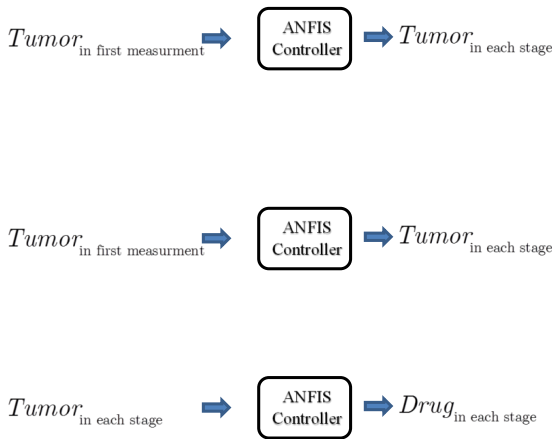 Tumor in first measurment ANFIS Controller Tumor in each stage
Tumor in first measurment ANFIS Controller Tumor in each stage
Tumor in each stage ANFIS Controller Drug in each stage